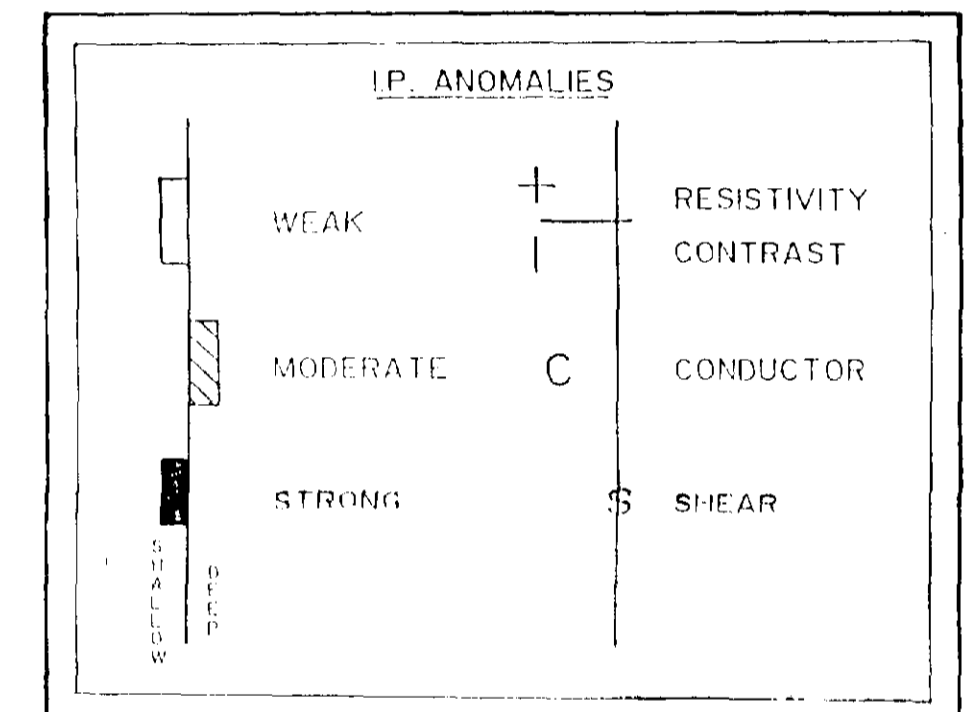 I.P. ANOMALIES
WEAK
MODERATE
STRONG
SHALLOW
DEEP
+
–
RESISTIVITY
CONTRAST
C
CONDUCTOR
S
SHEAR